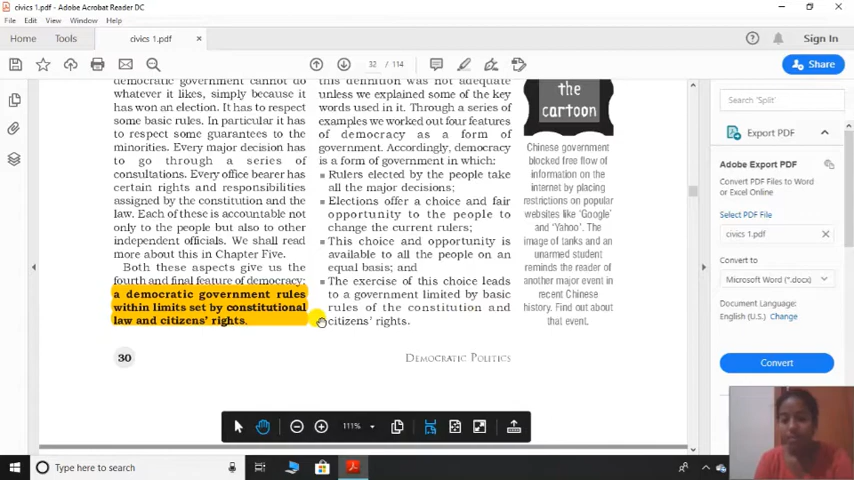 civics 1.pdf - Adobe Acrobat Reader DC
File Edit View Window Help
Home Tools civics 1.pdf × Sign In
32 / 114
Share
democratic government cannot do
whatever it likes, simply because it
has won an election. It has to respect
some basic rules. In particular it has
to respect some guarantees to the
minorities. Every major decision has
to go through a series of
consultations. Every office bearer has
certain rights and responsibilities
assigned by the constitution and the
law. Each of these is accountable not
only to the people but also to other
independent officials. We shall read
more about this in Chapter Five.
Both these aspects give us the
fourth and final feature of democracy:
a democratic government rules
within limits set by constitutional
law and citizens' rights.
30
this definition was not adequate
unless we explained some of the key
words used in it. Through a series of
examples we worked out four features
of democracy as a form of
government. Accordingly, democracy
is a form of government in which:
■ Rulers elected by the people take
all the major decisions;
■ Elections offer a choice and fair
opportunity to the people to
change the current rulers;
■ This choice and opportunity is
available to all the people on an
equal basis; and
■ The exercise of this choice leads
to a government limited by basic
rules of the constitution and
citizens' rights.
Democratic Politics
the
cartoon
Chinese government
blocked free flow of
information on the
internet by placing
restrictions on popular
websites like 'Google'
and 'Yahoo'. The
image of tanks and an
unarmed student
reminds the reader of
another major event in
recent Chinese
history. Find out about
that event.
111%
Search 'Split'
Export PDF
Adobe Export PDF
Convert PDF Files to Word
or Excel Online
Select PDF File
civics 1.pdf
Convert to
Microsoft Word (*.docx)
Document Language:
English (U.S.) Change
Convert
Type here to search